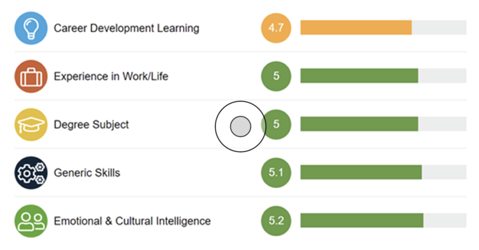 Career Development Learning 4.7
Experience in Work/Life 5
Degree Subject 5
Generic Skills 5.1
Emotional & Cultural Intelligence 5.2